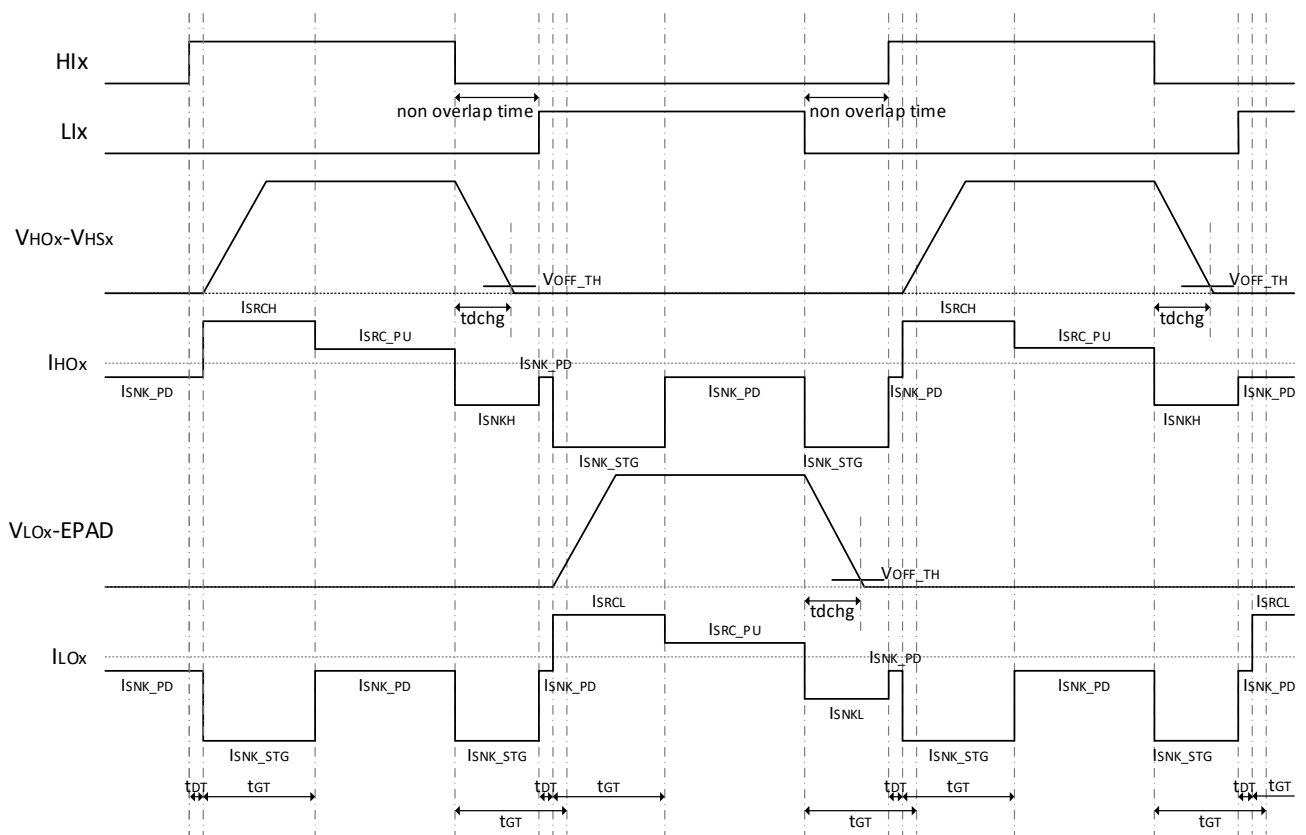 HIx
non overlap time
non overlap time
LIx
VHOx-VHSx
VOFF_TH
VOFF_TH
tdchg
tdchg
ISRCH
ISRCH
ISRC_PU
ISRC_PU
IHOx
ISNK_PD
ISNK_PD
ISNK_PD
ISNKH
ISNK_PD
ISNK_PD
ISNKH
ISNK_PD
ISNK_STG
ISNK_STG
VLOx-EPAD
VOFF_TH
tdchg
ISRCL
ISRCL
ISRC_PU
ILOx
ISNK_PD
ISNK_PD
ISNK_PD
ISNK_PD
ISNK_PD
ISNK_PD
ISNKL
ISNK_STG
ISNK_STG
ISNK_STG
ISNK_STG
tDT
tGT
tDT
tGT
tDT
tGT
tDT
tGT
tGT
tGT
tGT